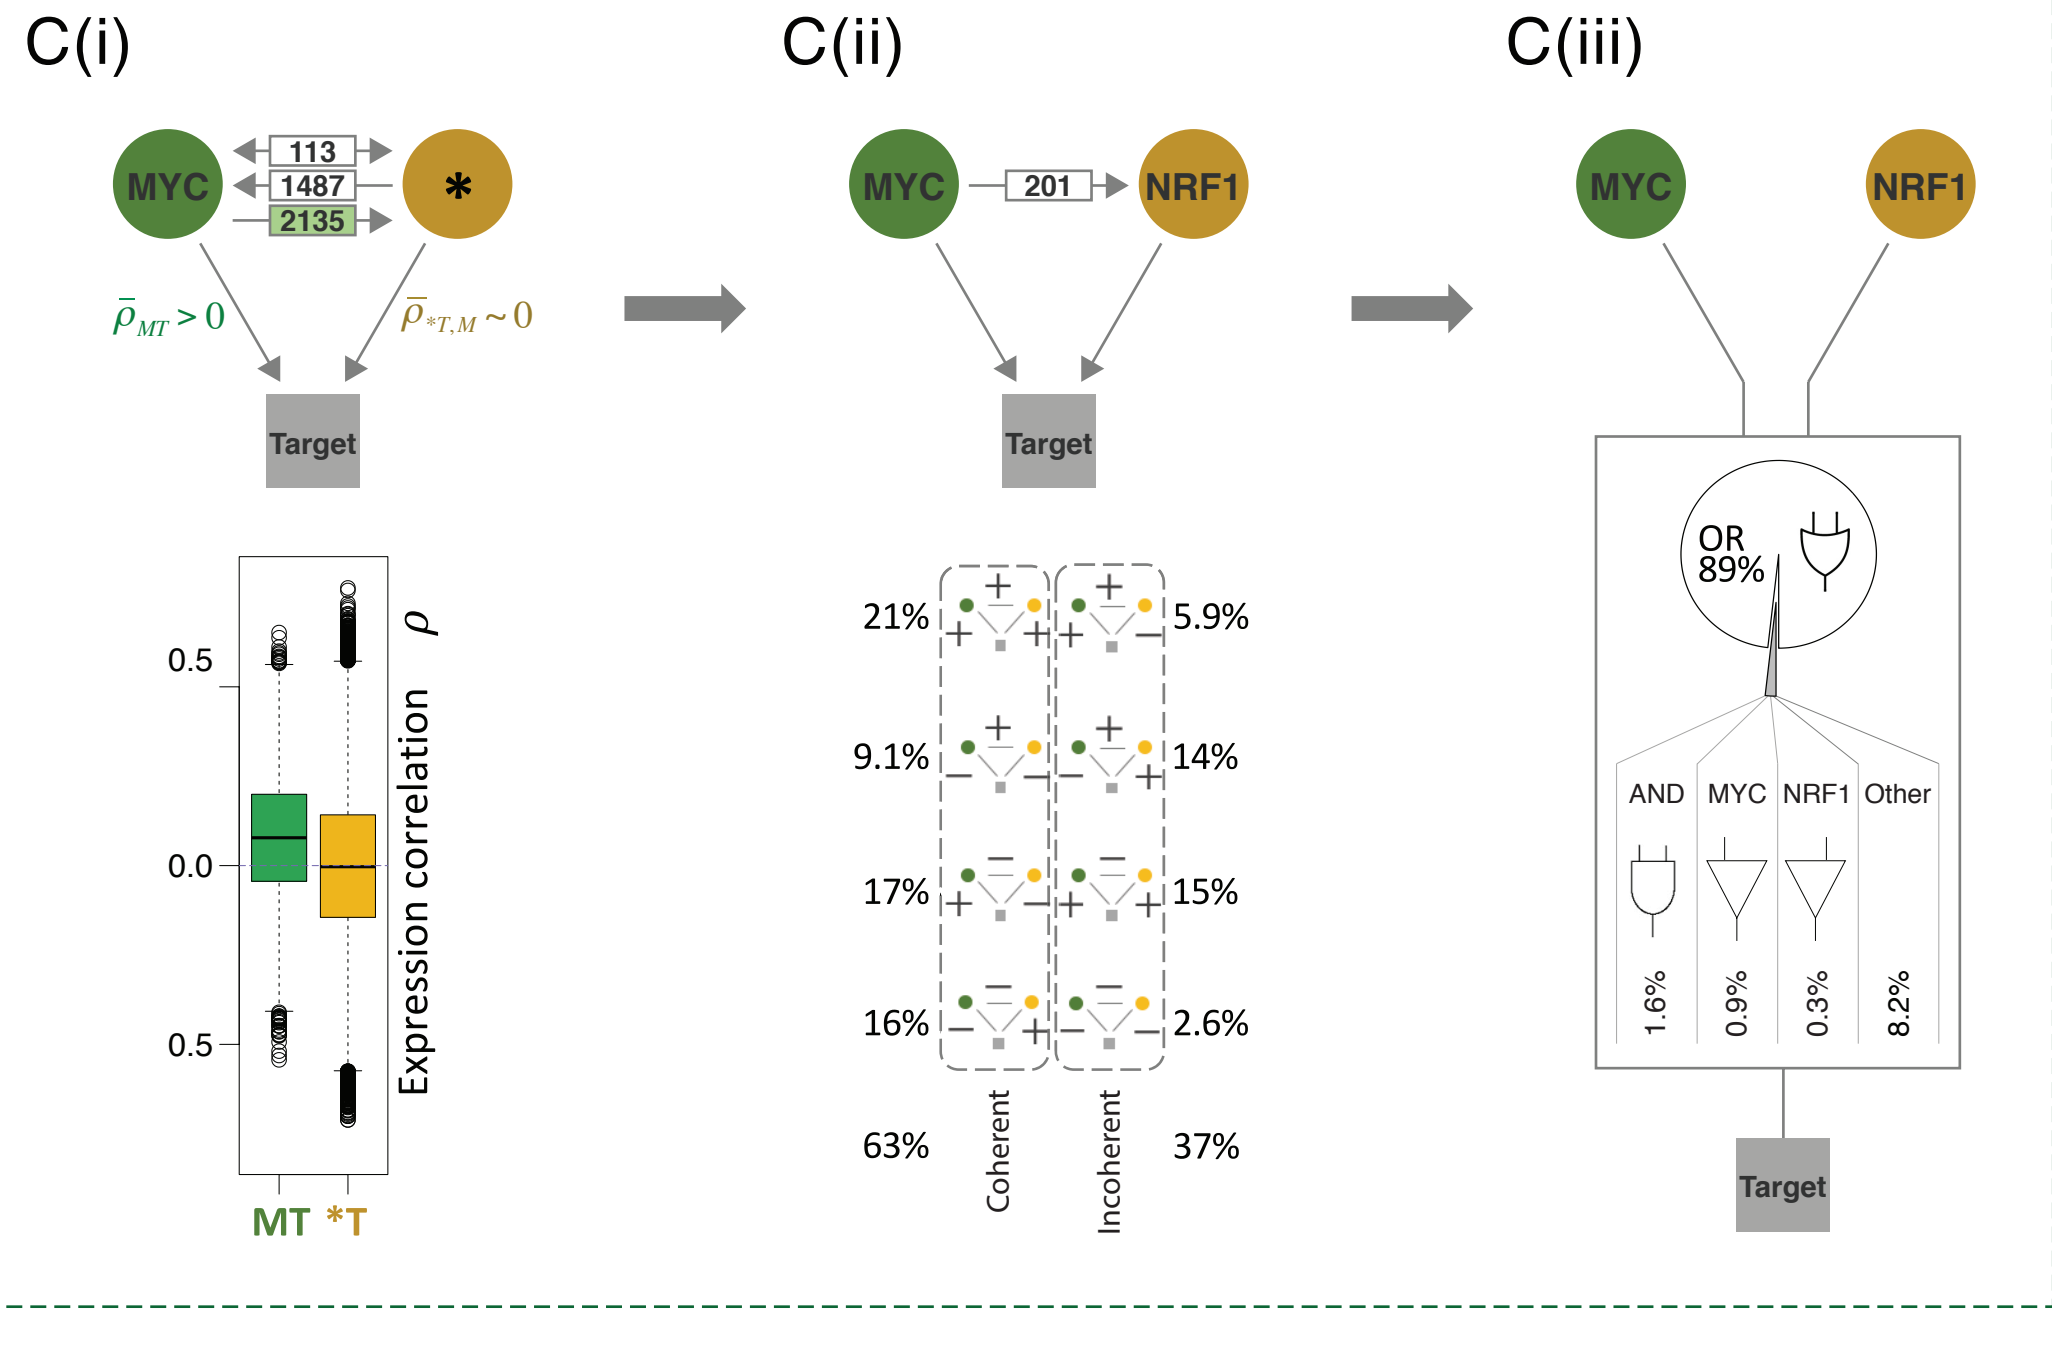 C(i)
C(ii)
C(iii)
MYC
113
1487
2135
*
ρ̄MT > 0
ρ̄*T,M ~ 0
Target
0.5
0.0
0.5
Expression correlation ρ
MT *T
MYC
201
NRF1
Target
21%
+
+ +
+
+ −
5.9%
9.1%
+
− −
+
− +
14%
17%
−
+ −
−
+ +
15%
16%
−
− +
−
− −
2.6%
63%
Coherent
Incoherent
37%
MYC
NRF1
OR
89%
AND MYC NRF1 Other
1.6% 0.9% 0.3% 8.2%
Target